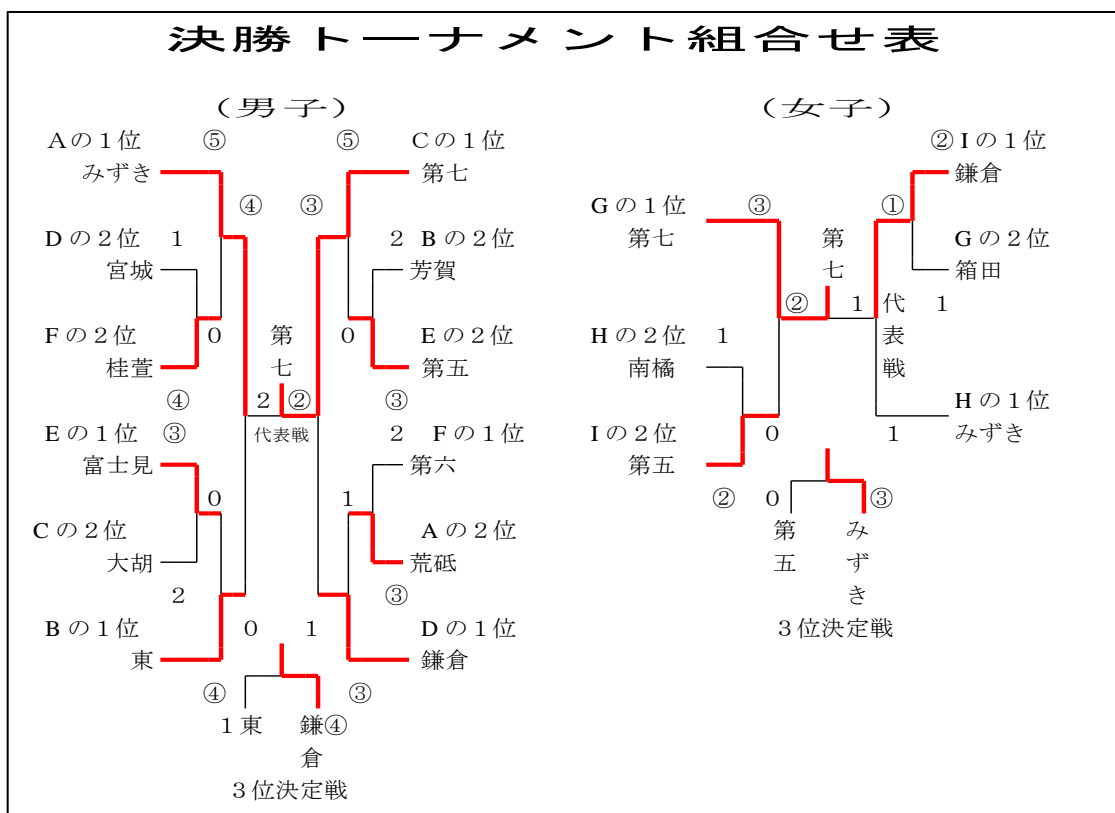 決勝トーナメント組合せ表
（男子）
（女子）
Aの１位 ⑤ ⑤ Cの１位
みずき 第七
④ ③
Dの２位 1 2 Bの２位
宮城 芳賀
Fの２位 0 第七 0 Eの２位
桂萱 第五
④ 2 ② ③
代表戦
Eの１位 ③ 2 Fの１位
富士見 第六
0 1
Cの２位 Aの２位
大胡 荒砥
2 ③
Bの１位 0 1 Dの１位
東 鎌倉
④ ③
1 東 鎌倉 ④
３位決定戦
② Iの１位
鎌倉
Gの１位 ③ ①
第七 第七 Gの２位
箱田
② 1 代表戦 1
Hの２位 1
南橘
Hの１位
Iの２位 0 1 みずき
第五
② 0 ③
第五 みずき
３位決定戦